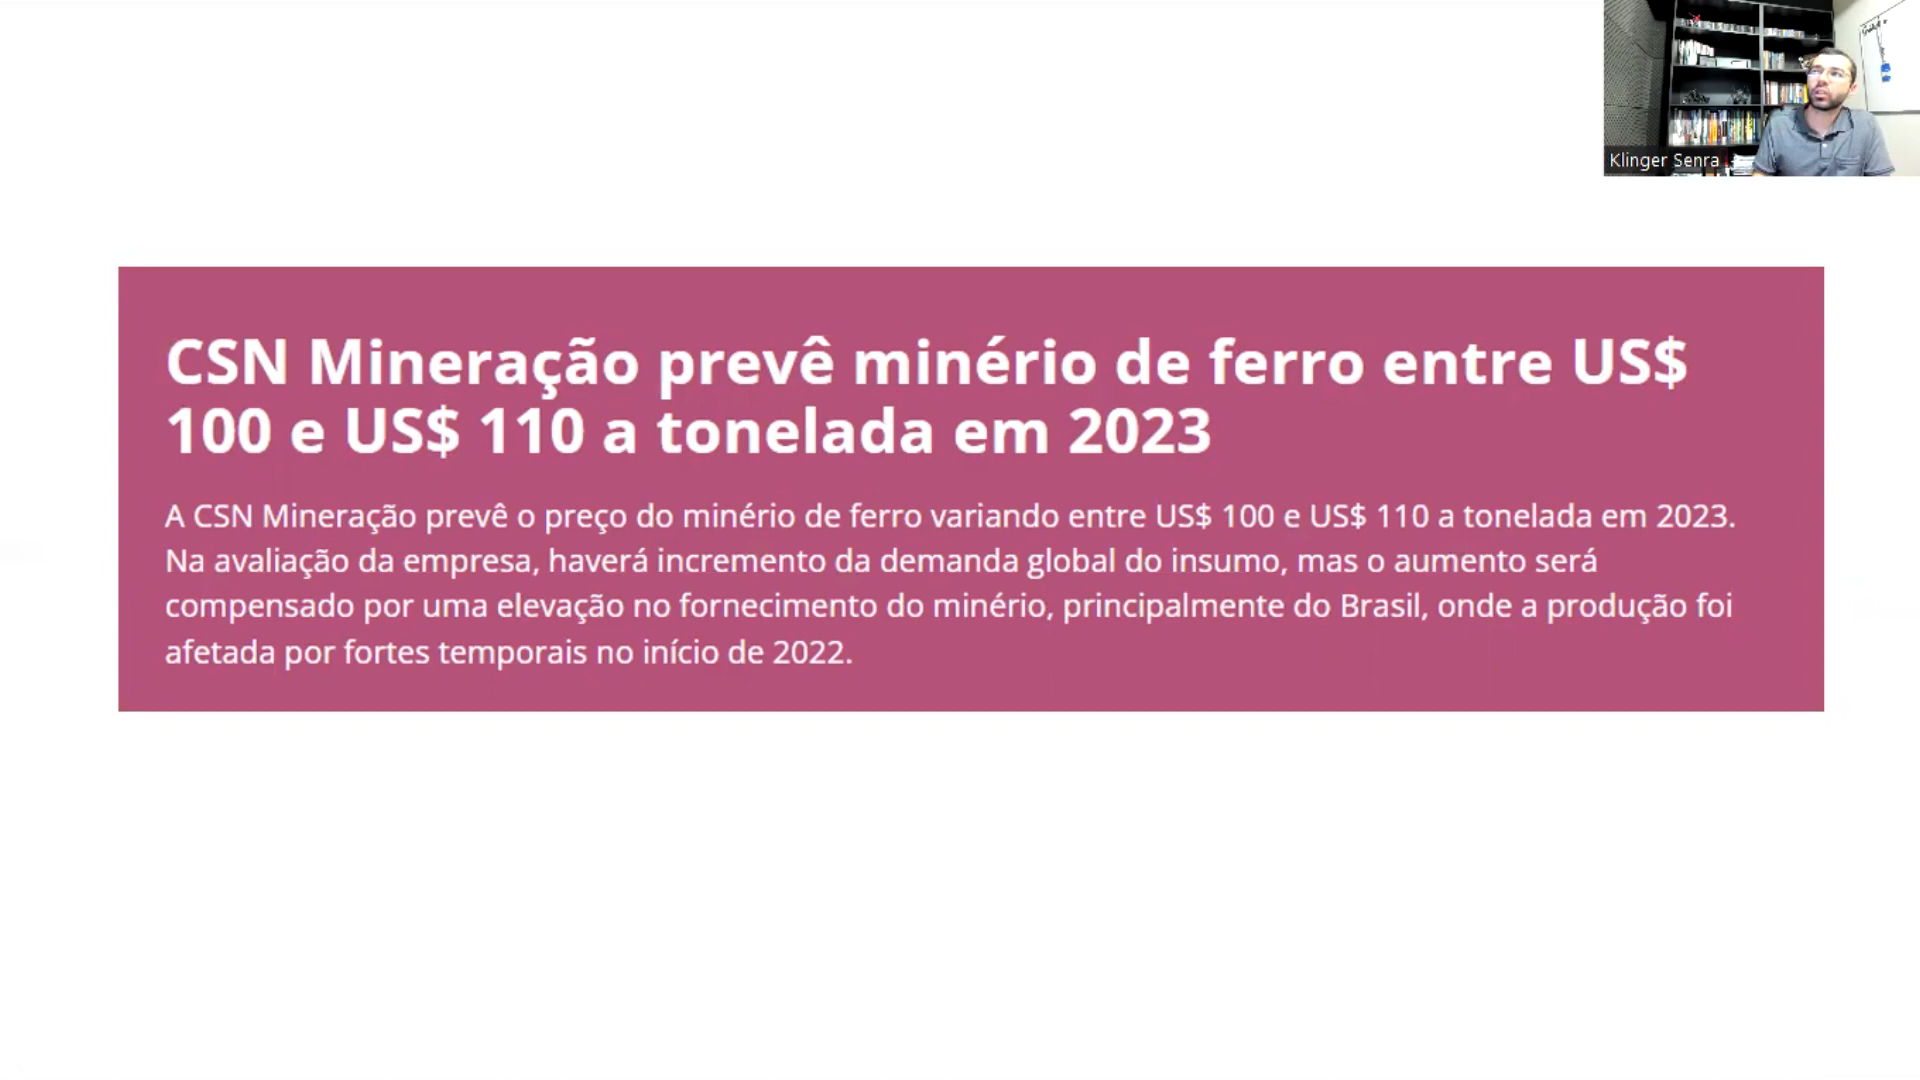 Klinger Senra
CSN Mineração prevê minério de ferro entre US$
100 e US$ 110 a tonelada em 2023
A CSN Mineração prevê o preço do minério de ferro variando entre US$ 100 e US$ 110 a tonelada em 2023.
Na avaliação da empresa, haverá incremento da demanda global do insumo, mas o aumento será
compensado por uma elevação no fornecimento do minério, principalmente do Brasil, onde a produção foi
afetada por fortes temporais no início de 2022.